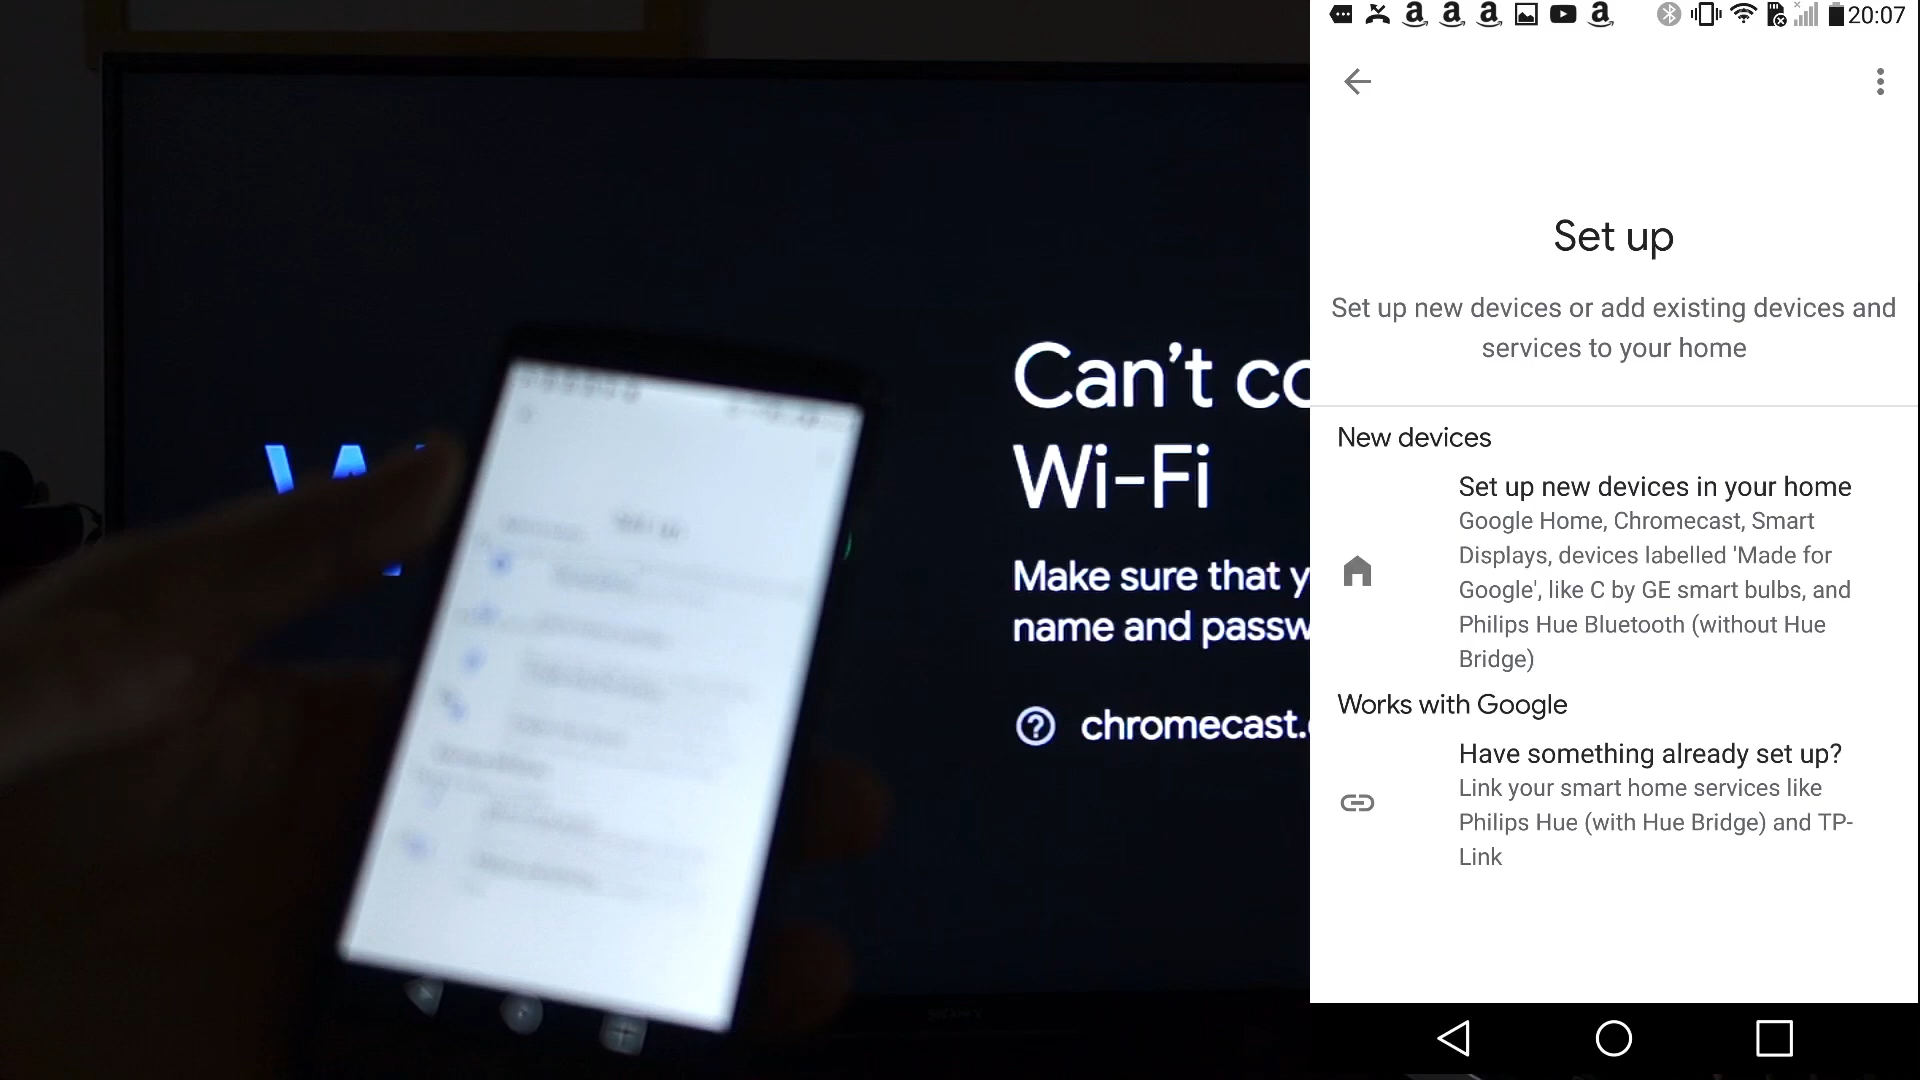 Can't
Wi-Fi
Make sure that
name and
chromecast.
20:07
Set up
Set up new devices or add existing devices and
services to your home
New devices
Set up new devices in your home
Google Home, Chromecast, Smart
Displays, devices labelled 'Made for
Google', like C by GE smart bulbs, and
Philips Hue Bluetooth (without Hue
Bridge)
Works with Google
Have something already set up?
Link your smart home services like
Philips Hue (with Hue Bridge) and TP-
Link